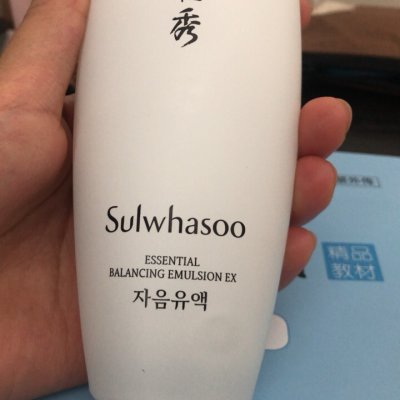 秀
Sulwhasoo
ESSENTIAL
BALANCING EMULSION EX
자음유액
精品
教材